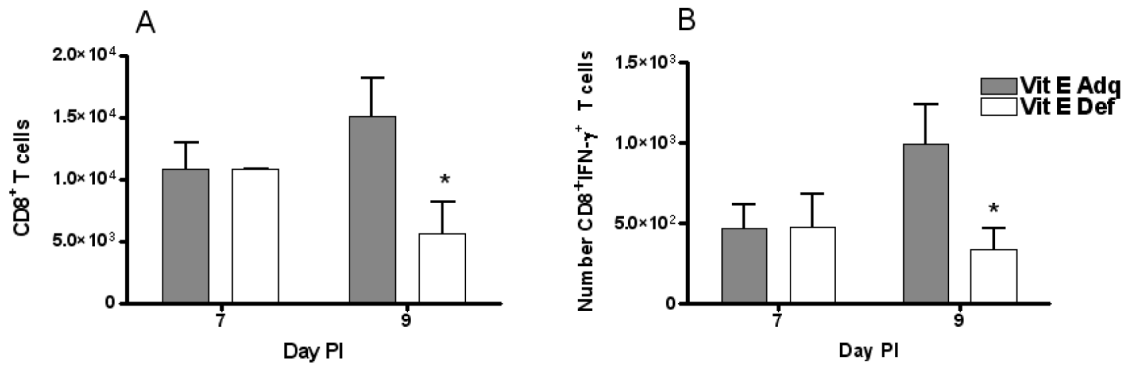 A
2.0×10⁴
1.5×10⁴
1.0×10⁴
5.0×10³
0
CD8⁺ T cells
*
7
9
Day PI
B
1.5×10³
1.0×10³
5.0×10²
0
Number CD8⁺IFN-γ⁺ T cells
*
7
9
Day PI
Vit E Adq
Vit E Def